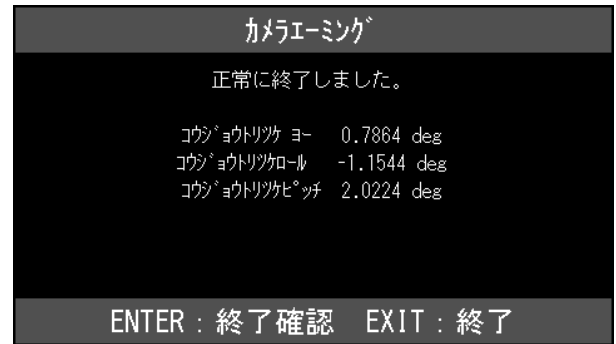 カメラエーミング
正常に終了しました。
コウジョウトリツケ ヨー 0.7864 deg
コウジョウトリツケロール -1.1544 deg
コウジョウトリツケピッチ 2.0224 deg
ENTER：終了確認 EXIT：終了